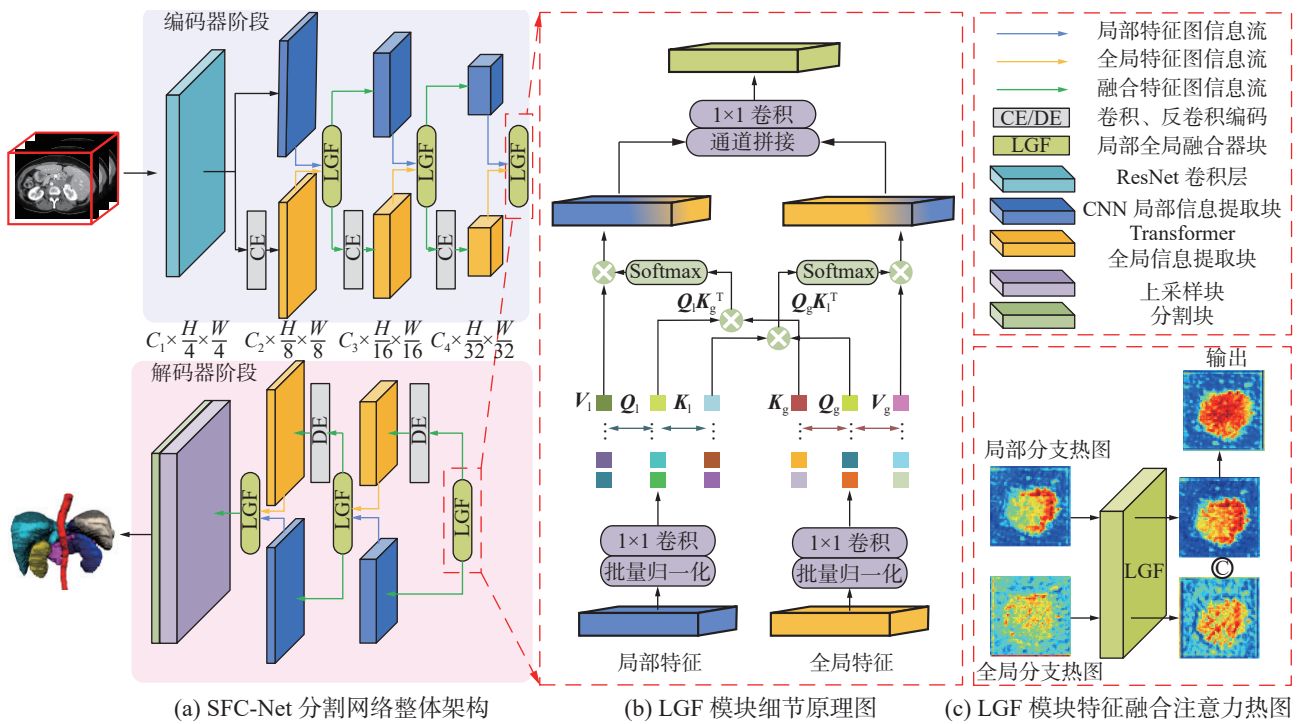 编码器阶段
LGF
LGF
LGF
CE
CE
CE
C₁×H/4×W/4 C₂×H/8×W/8 C₃×H/16×W/16 C₄×H/32×W/32
解码器阶段
DE
DE
LGF
LGF
LGF
(a) SFC-Net 分割网络整体架构
1×1 卷积
通道拼接
Softmax
Softmax
QₗK_gᵀ
Q_gKₗᵀ
Vₗ Qₗ Kₗ K_g Q_g V_g
1×1 卷积
批量归一化
1×1 卷积
批量归一化
局部特征
全局特征
(b) LGF 模块细节原理图
局部特征图信息流
全局特征图信息流
融合特征图信息流
CE/DE 卷积、反卷积编码
LGF 局部全局融合器块
ResNet 卷积层
CNN 局部信息提取块
Transformer
全局信息提取块
上采样块
分割块
输出
局部分支热图
LGF
©
全局分支热图
(c) LGF 模块特征融合注意力热图